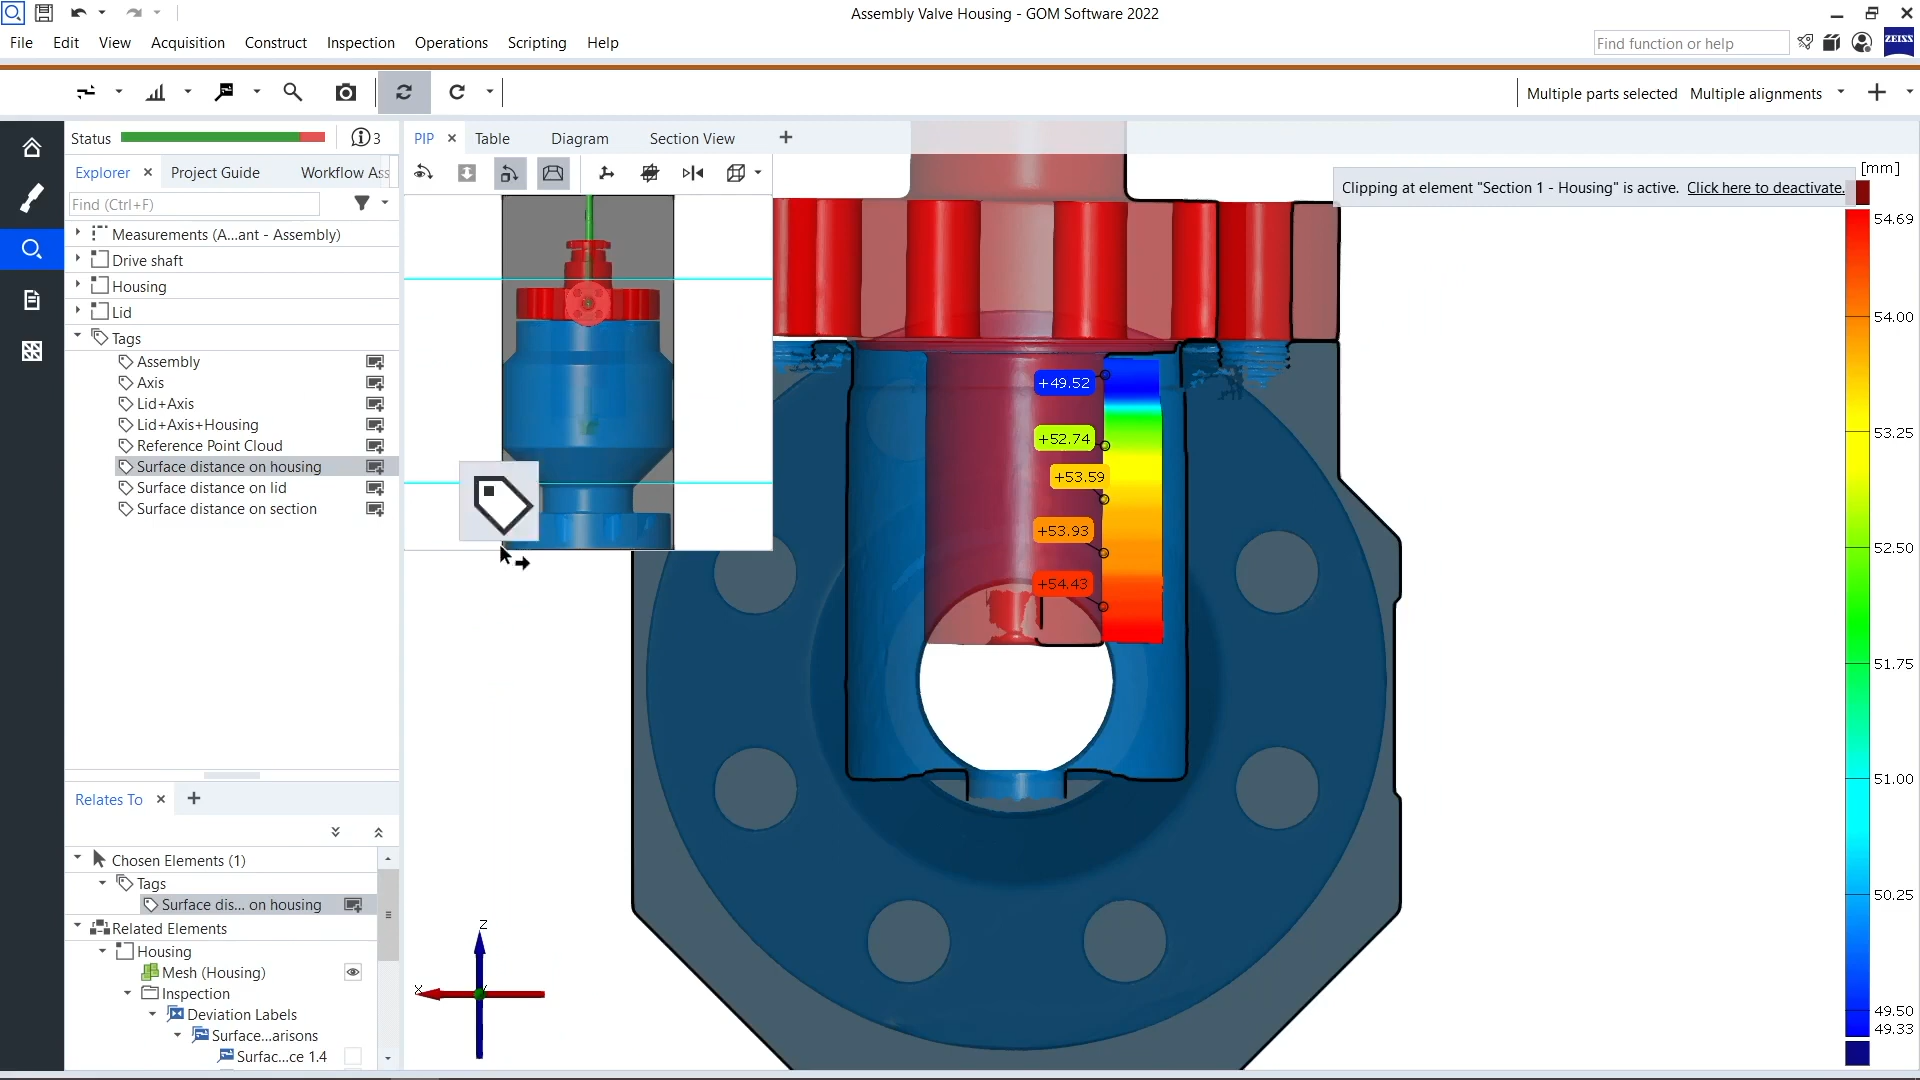 Assembly Valve Housing - GOM Software 2022
File Edit View Acquisition Construct Inspection Operations Scripting Help
Find function or help
ZEISS
Multiple parts selected Multiple alignments
Status
3
PIP Table Diagram Section View
Explorer Project Guide Workflow Ass
Find (Ctrl+F)
Clipping at element "Section 1 - Housing" is active. Click here to deactivate.
[mm]
Measurements (A...ant - Assembly)
Drive shaft
Housing
Lid
Tags
Assembly
Axis
Lid+Axis
Lid+Axis+Housing
Reference Point Cloud
Surface distance on housing
Surface distance on lid
Surface distance on section
+49.52
+52.74
+53.59
+53.93
+54.43
54.69
54.00
53.25
52.50
51.75
51.00
50.25
49.50
49.33
Relates To
Chosen Elements (1)
Tags
Surface dis... on housing
Related Elements
Housing
Mesh (Housing)
Inspection
Deviation Labels
Surface...arisons
Surfac...ce 1.4
Z
X